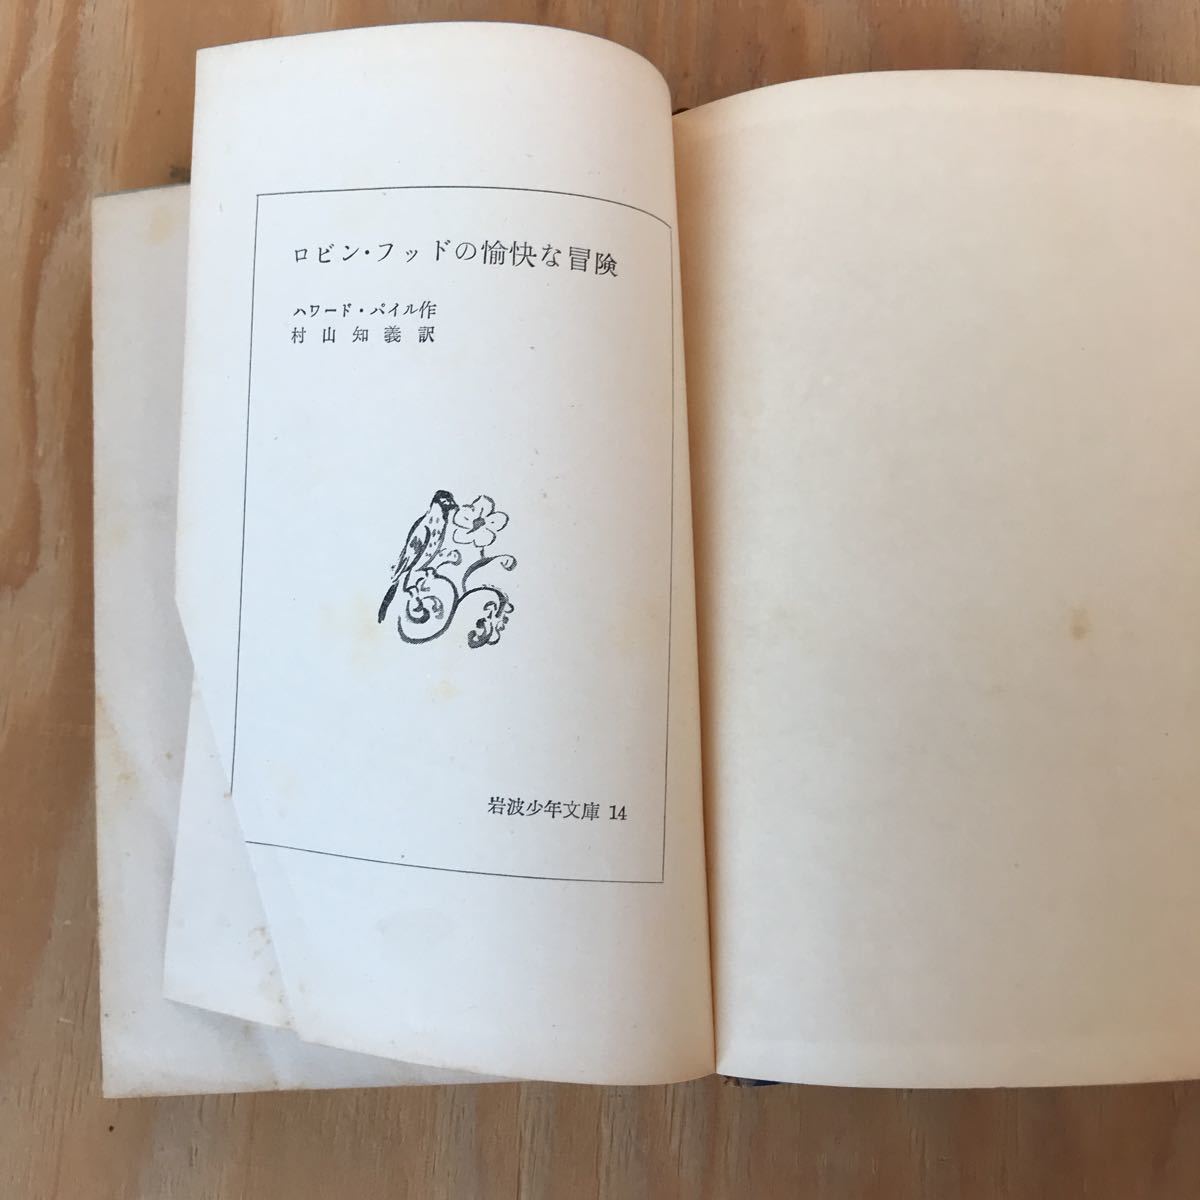 ロビン・フッドの愉快な冒険
ハワード・パイル作
村山知義訳
岩波少年文庫 14